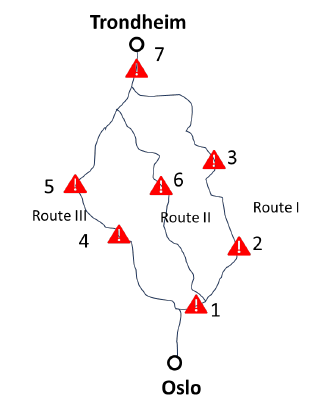 Trondheim
7
3
5
6
Route III
Route II
Route I
4
2
1
Oslo